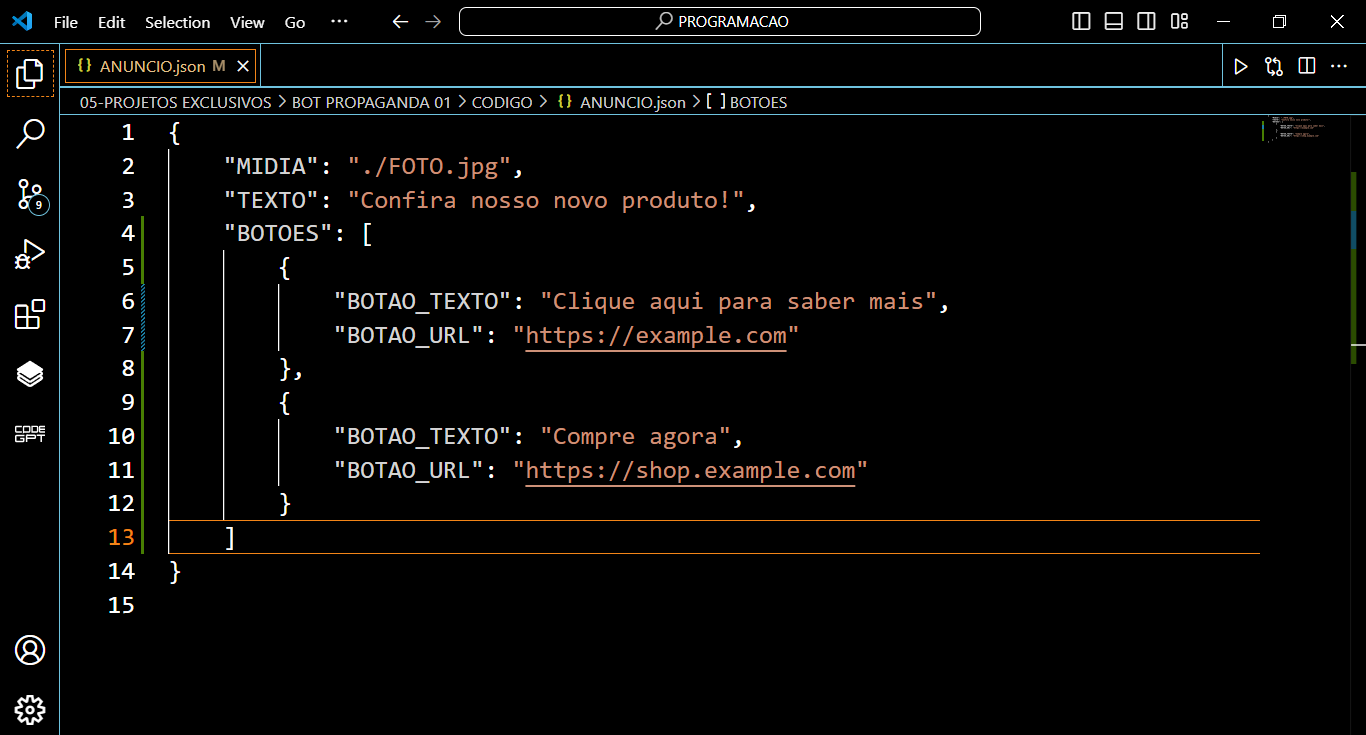 File Edit Selection View Go ··· PROGRAMACAO
{} ANUNCIO.json M
05-PROJETOS EXCLUSIVOS > BOT PROPAGANDA 01 > CODIGO > {} ANUNCIO.json > [ ] BOTOES
1 {
2 "MIDIA": "./FOTO.jpg",
3 "TEXTO": "Confira nosso novo produto!",
4 "BOTOES": [
5 {
6 "BOTAO_TEXTO": "Clique aqui para saber mais",
7 "BOTAO_URL": "https://example.com"
8 },
9 {
10 "BOTAO_TEXTO": "Compre agora",
11 "BOTAO_URL": "https://shop.example.com"
12 }
13 ]
14 }
15
9
CODE
GPT